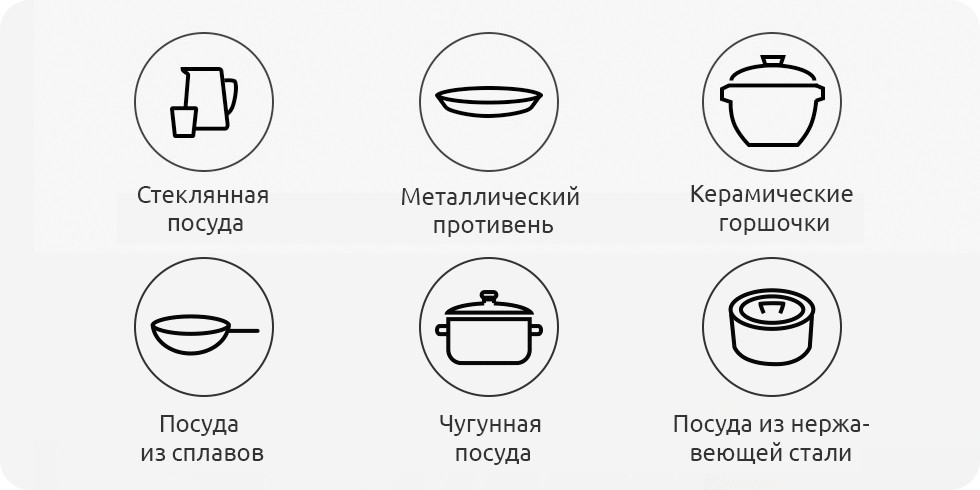 Стеклянная
посуда
Металлический
противень
Керамические
горшочки
Посуда
из сплавов
Чугунная
посуда
Посуда из нержа-
веющей стали